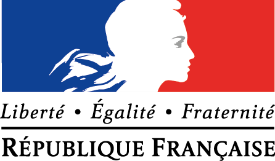 Liberté • Égalité • Fraternité
RÉPUBLIQUE FRANÇAISE